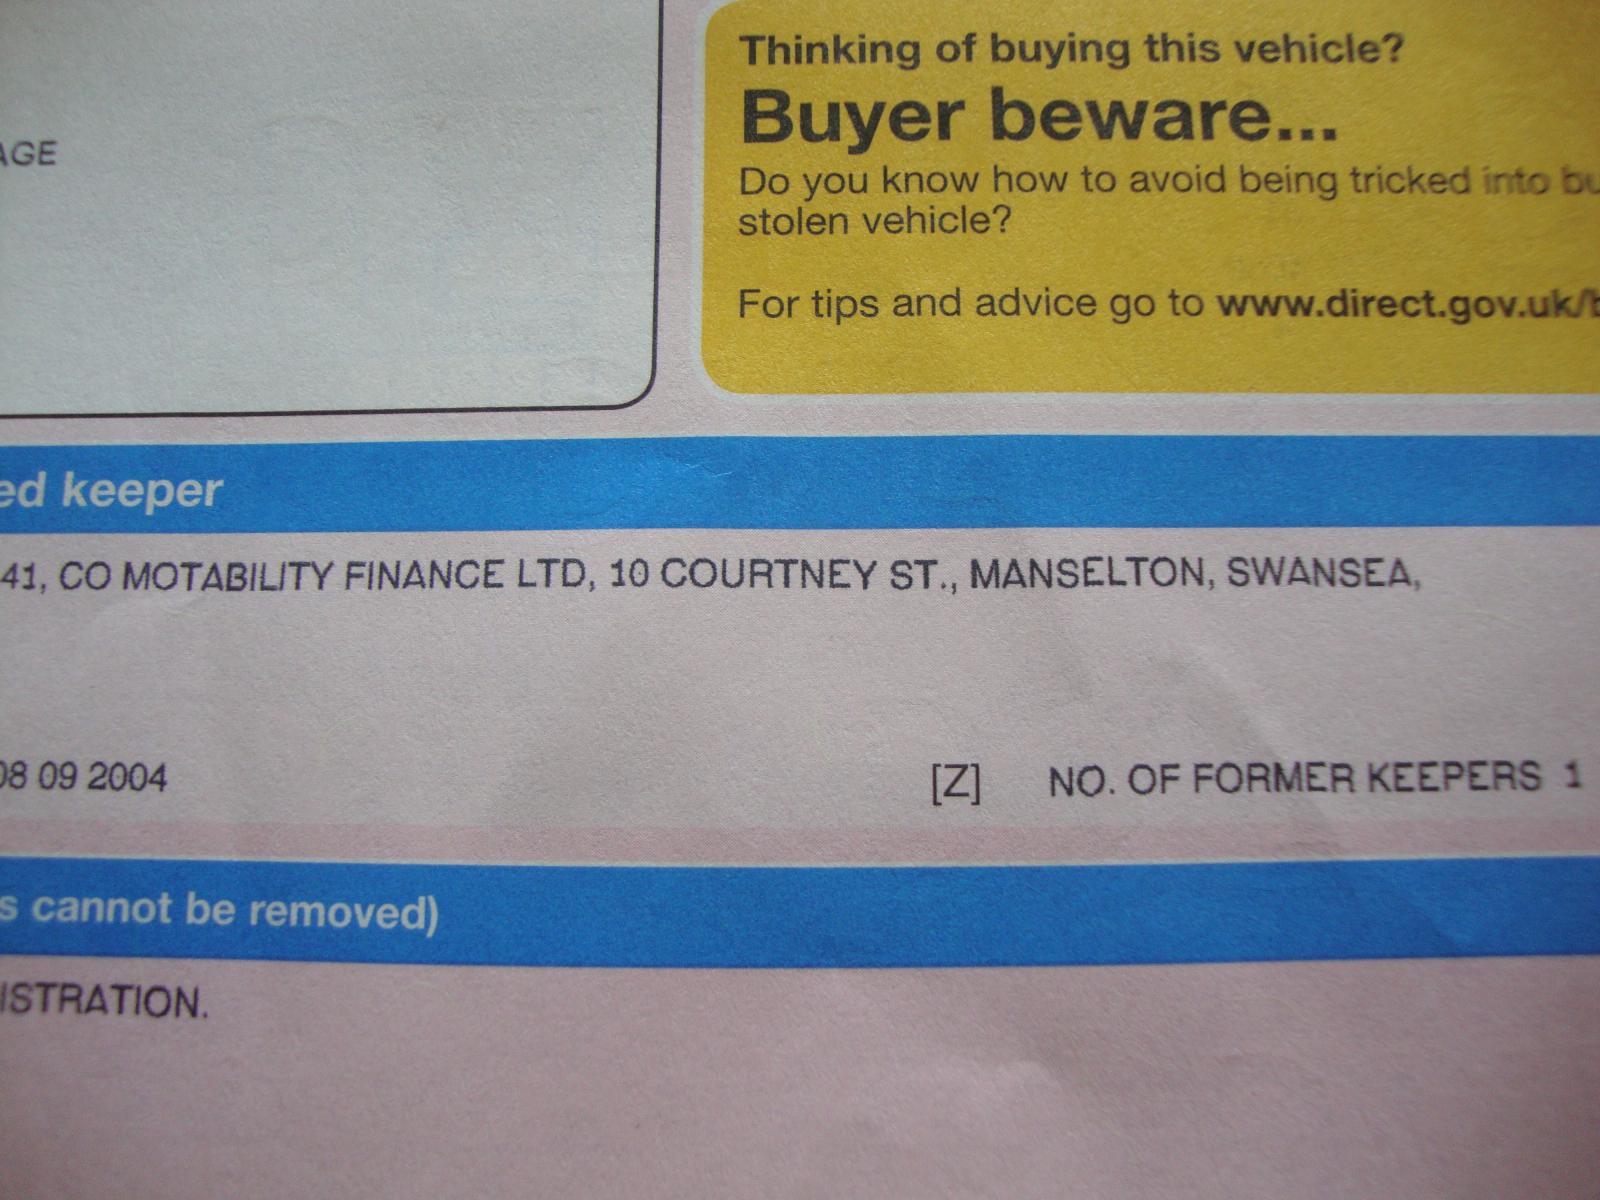 AGE
Thinking of buying this vehicle?
Buyer beware...
Do you know how to avoid being tricked into bu
stolen vehicle?
For tips and advice go to www.direct.gov.uk/b
ed keeper
41, CO MOTABILITY FINANCE LTD, 10 COURTNEY ST., MANSELTON, SWANSEA,
08 09 2004 [Z] NO. OF FORMER KEEPERS 1
s cannot be removed)
ISTRATION.